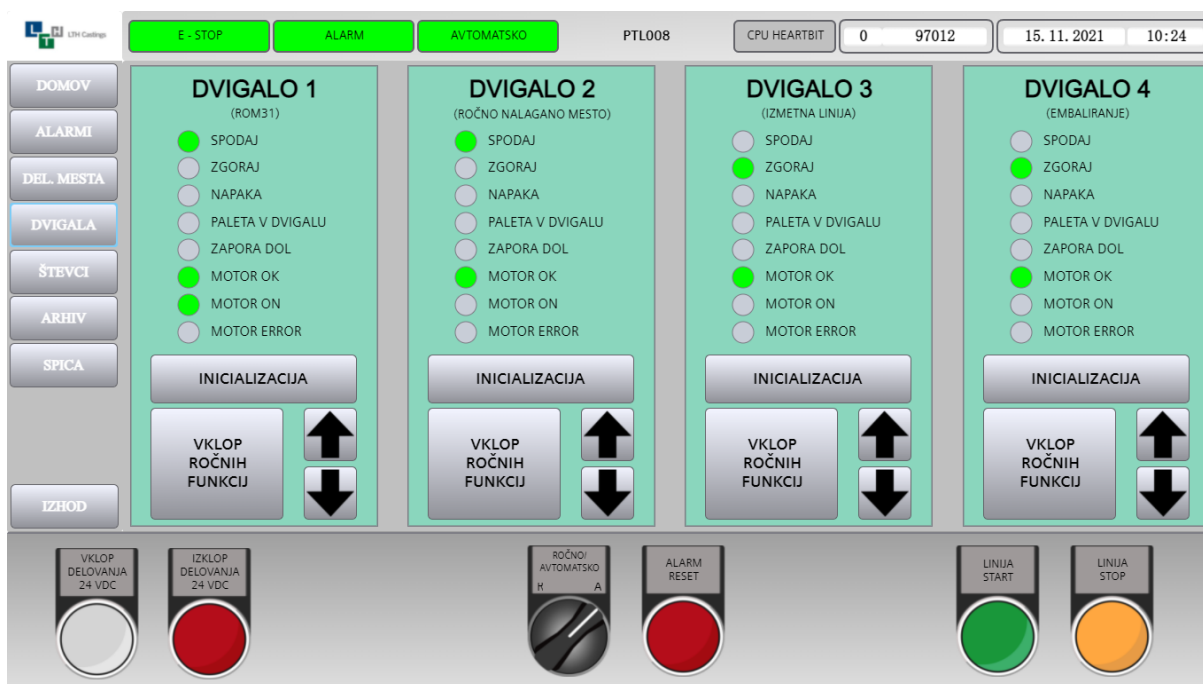 LTH
LTH Castings
E - STOP
ALARM
AVTOMATSKO
PTL008
CPU HEARTBIT
0
97012
15. 11. 2021
10:24
DOMOV
ALARMI
DEL. MESTA
DVIGALA
ŠTEVCI
ARHIV
SPICA
IZHOD
DVIGALO 1
(ROM31)
SPODAJ
ZGORAJ
NAPAKA
PALETA V DVIGALU
ZAPORA DOL
MOTOR OK
MOTOR ON
MOTOR ERROR
INICIALIZACIJA
VKLOP
ROČNIH
FUNKCIJ
DVIGALO 2
(ROČNO NALAGANO MESTO)
SPODAJ
ZGORAJ
NAPAKA
PALETA V DVIGALU
ZAPORA DOL
MOTOR OK
MOTOR ON
MOTOR ERROR
INICIALIZACIJA
VKLOP
ROČNIH
FUNKCIJ
DVIGALO 3
(IZMETNA LINIJA)
SPODAJ
ZGORAJ
NAPAKA
PALETA V DVIGALU
ZAPORA DOL
MOTOR OK
MOTOR ON
MOTOR ERROR
INICIALIZACIJA
VKLOP
ROČNIH
FUNKCIJ
DVIGALO 4
(EMBALIRANJE)
SPODAJ
ZGORAJ
NAPAKA
PALETA V DVIGALU
ZAPORA DOL
MOTOR OK
MOTOR ON
MOTOR ERROR
INICIALIZACIJA
VKLOP
ROČNIH
FUNKCIJ
VKLOP
DELOVANJA
24 VDC
IZKLOP
DELOVANJA
24 VDC
ROČNO/
AVTOMATSKO
R A
ALARM
RESET
LINIJA
START
LINIJA
STOP